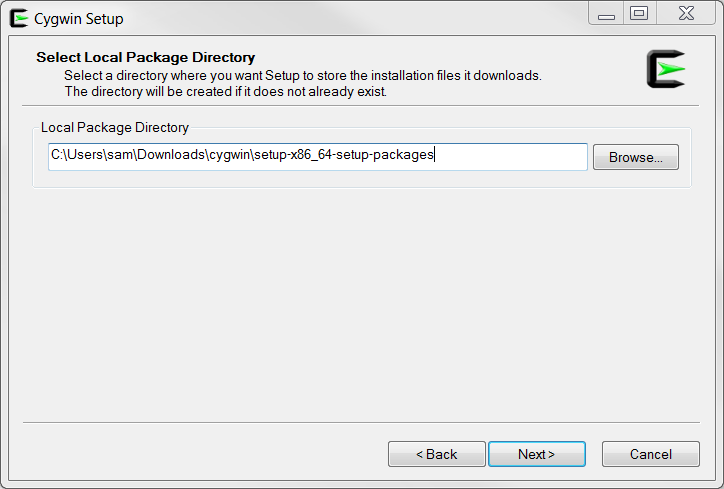 Cygwin Setup
Select Local Package Directory
Select a directory where you want Setup to store the installation files it downloads.
The directory will be created if it does not already exist.
Local Package Directory
C:\Users\sam\Downloads\cygwin\setup-x86_64-setup-packages
Browse...
< Back
Next >
Cancel